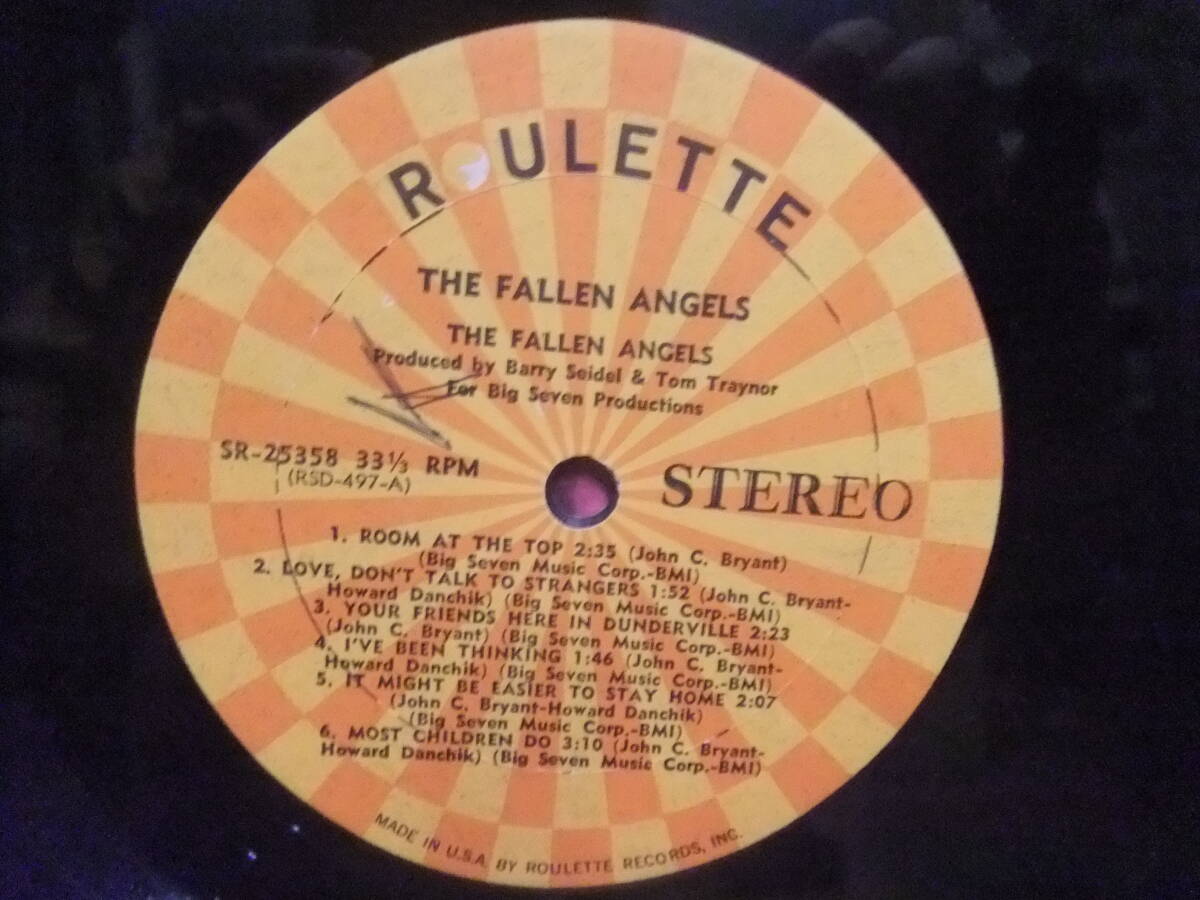 ROULETTE
THE FALLEN ANGELS
THE FALLEN ANGELS
Produced by Barry Seidel & Tom Traynor
For Big Seven Productions
SR-25358 33⅓ RPM
(RSD-497-A)
STEREO
1. ROOM AT THE TOP 2:35 (John C. Bryant)
(Big Seven Music Corp.-BMI)
2. LOVE, DON'T TALK TO STRANGERS 1:52 (John C. Bryant-
Howard Danchik) (Big Seven Music Corp.-BMI)
3. YOUR FRIENDS HERE IN DUNDERVILLE 2:23
(John C. Bryant) (Big Seven Music Corp.-BMI)
4. I'VE BEEN THINKING 1:46 (John C. Bryant-
Howard Danchik) (Big Seven Music Corp.-BMI)
5. IT MIGHT BE EASIER TO STAY HOME 2:07
(John C. Bryant-Howard Danchik)
(Big Seven Music Corp.-BMI)
6. MOST CHILDREN DO 3:10 (John C. Bryant-
Howard Danchik) (Big Seven Music Corp.-BMI)
MADE IN U.S.A. BY ROULETTE RECORDS, INC.